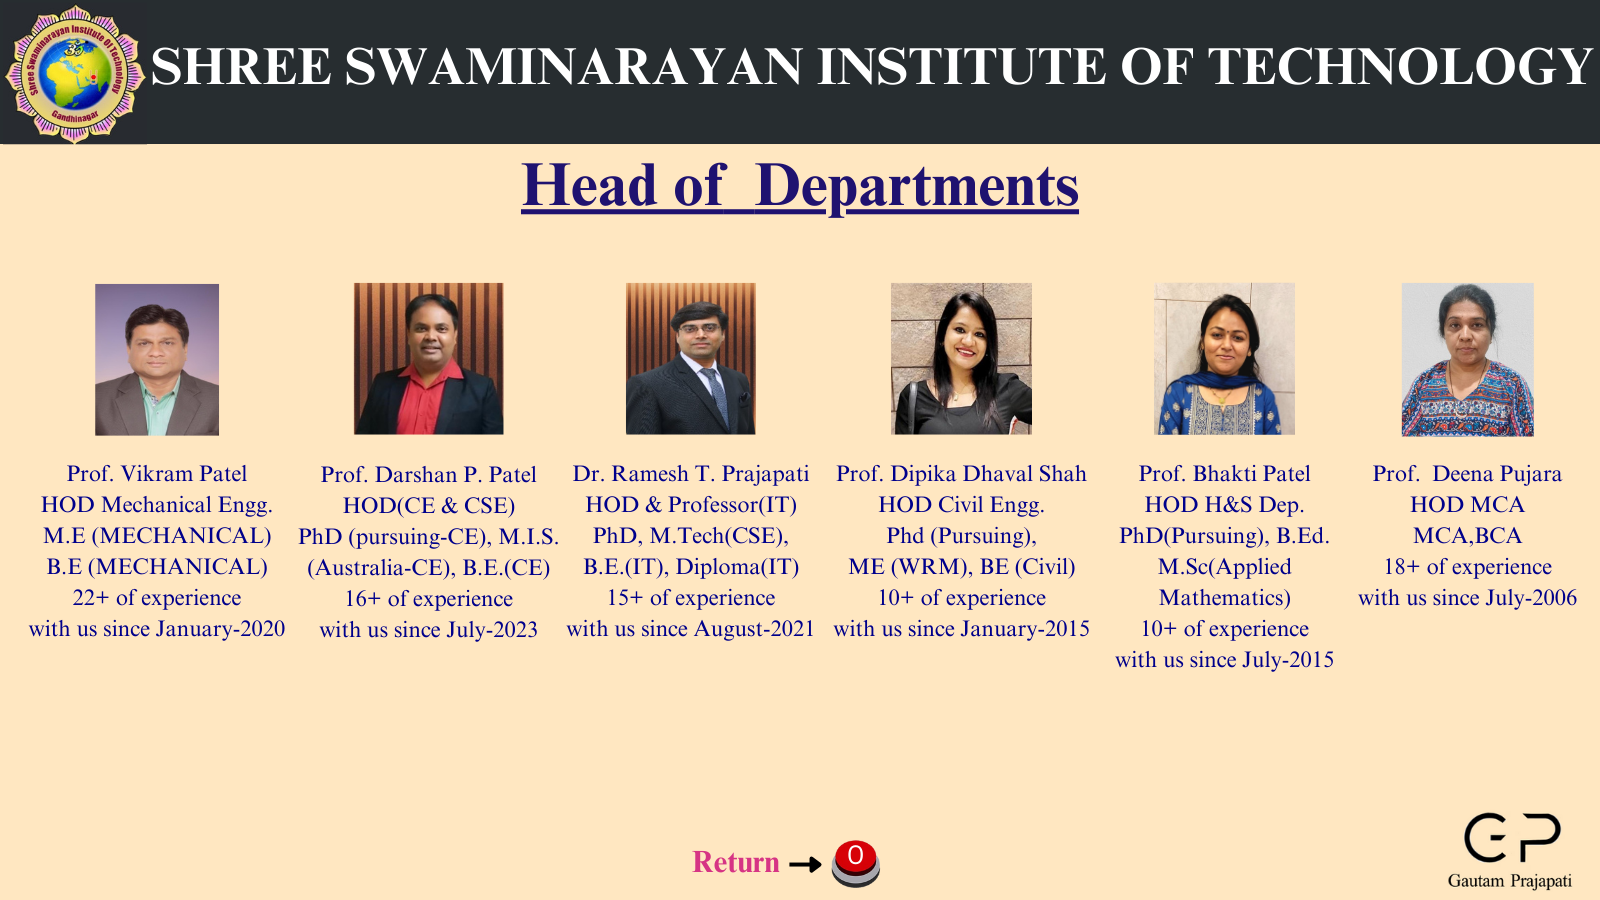 Shree Swaminarayan Institute Of Technology
Gandhinagar
SHREE SWAMINARAYAN INSTITUTE OF TECHNOLOGY
Head of  Departments
Prof. Vikram Patel
HOD Mechanical Engg.
M.E (MECHANICAL)
B.E (MECHANICAL)
22+ of experience
with us since January-2020
Prof. Darshan P. Patel
HOD(CE & CSE)
PhD (pursuing-CE), M.I.S.
(Australia-CE), B.E.(CE)
16+ of experience
with us since July-2023
Dr. Ramesh T. Prajapati
HOD & Professor(IT)
PhD, M.Tech(CSE),
B.E.(IT), Diploma(IT)
15+ of experience
with us since August-2021
Prof. Dipika Dhaval Shah
HOD Civil Engg.
Phd (Pursuing),
ME (WRM), BE (Civil)
10+ of experience
with us since January-2015
Prof. Bhakti Patel
HOD H&S Dep.
PhD(Pursuing), B.Ed.
M.Sc(Applied
Mathematics)
10+ of experience
with us since July-2015
Prof.  Deena Pujara
HOD MCA
MCA,BCA
18+ of experience
with us since July-2006
Return
0
GP
Gautam Prajapati